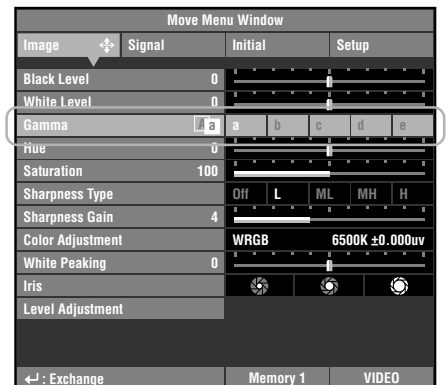 Move Menu Window
Image Signal Initial Setup
Black Level 0
White Level 0
Gamma A a a b c d e
Hue 0
Saturation 100
Sharpness Type Off L ML MH H
Sharpness Gain 4
Color Adjustment WRGB 6500K ±0.000uv
White Peaking 0
Iris
Level Adjustment
↵ : Exchange Memory 1 VIDEO